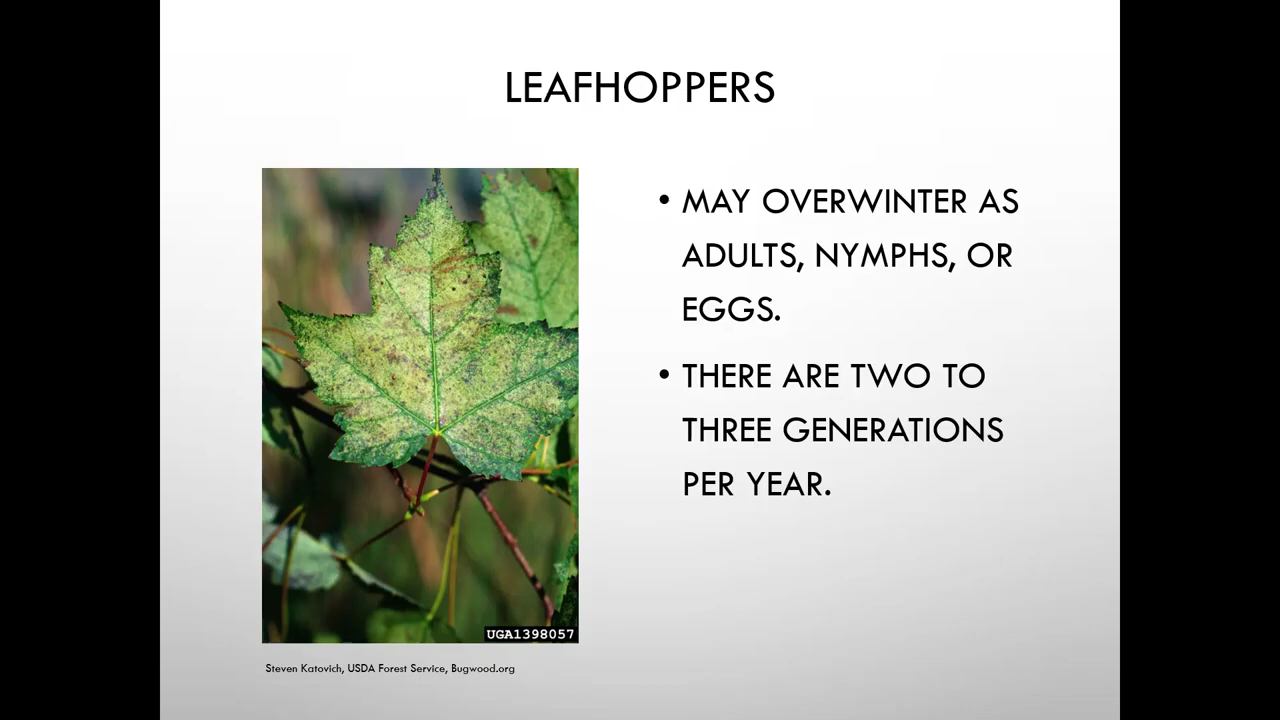 LEAFHOPPERS
• MAY OVERWINTER AS
ADULTS, NYMPHS, OR
EGGS.
• THERE ARE TWO TO
THREE GENERATIONS
PER YEAR.
UGA1398057
Steven Katovich, USDA Forest Service, Bugwood.org